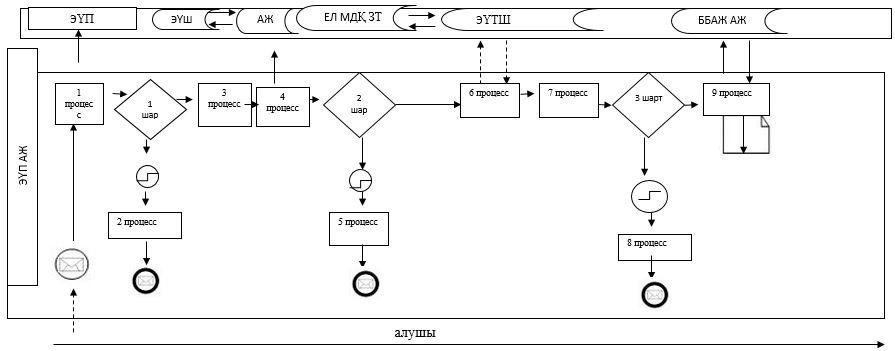 ЭҮП
ЭҮШ
АЖ
ЕЛ МДҚ ЗТ
ЭҮТШ
ББАЖ АЖ
ЭҮП АЖ
1
процес
с
1
шар
3
процесс
4
процесс
2
шар
6 процесс
7 процесс
3 шарт
9 процесс
2 процесс
5 процесс
8 процесс
алушы